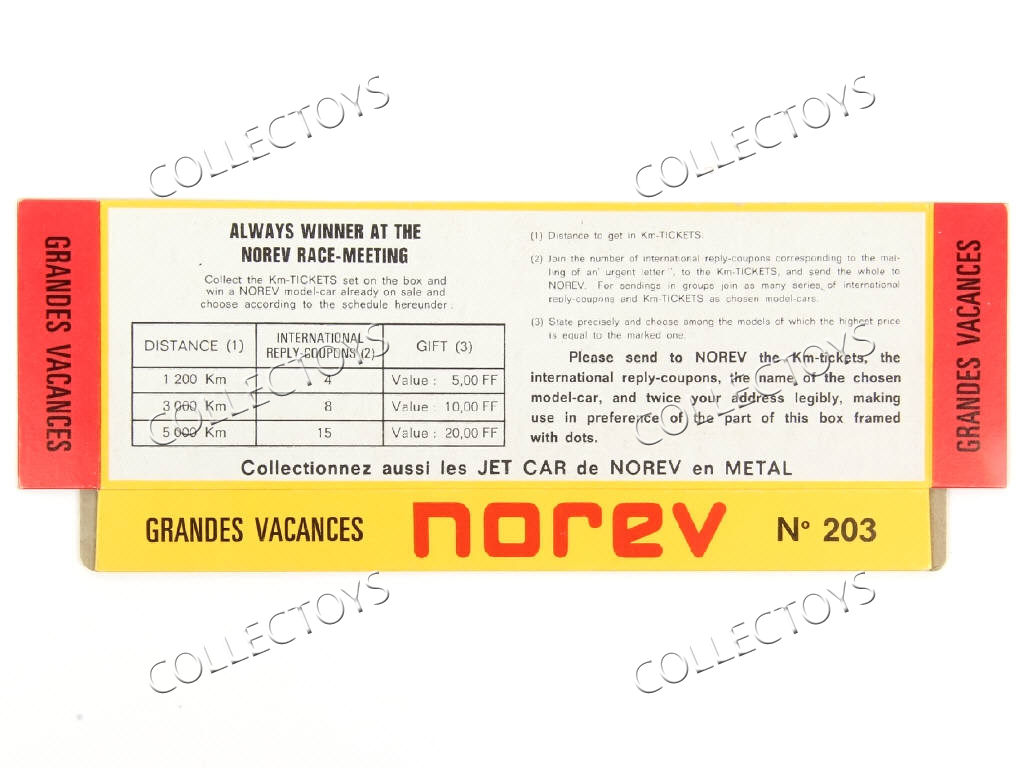 COLLECTOYS
COLLECTOYS
ALWAYS WINNER AT THE
NOREV RACE-MEETING
Collect the Km-TICKETS set on the box and
win a NOREV model-car already on sale and
choose according to the schedule hereunder :
DISTANCE (1)
INTERNATIONAL
REPLY-COUPONS (2)
GIFT (3)
1 200 Km 4 Value : 5,00 FF
3 000 Km 8 Value : 10,00 FF
5 000 Km 15 Value : 20,00 FF
(1) Distance to get in Km-TICKETS.
(2) Join the number of international reply-coupons corresponding to the mai-
ling of an" urgent letter ", to the Km-TICKETS, and send the whole to
NOREV. For sendings in groups join as many series of international
reply-coupons and Km-TICKETS as chosen model-cars.
(3) State precisely and choose among the models of which the highent price
is equal to the marked one.
Please send to NOREV the Km-tickets, the
international reply-coupons, the name of the chosen
model-car, and twice your address legibly, making
use in preference of the part of this box framed
with dots.
Collectionnez aussi les JET CAR de NOREV en METAL
GRANDES VACANCES
GRANDES VACANCES
COLLECTOYS
COLLECTOYS
GRANDES VACANCES norev Nº 203
COLLECTOYS
COLLECTOYS